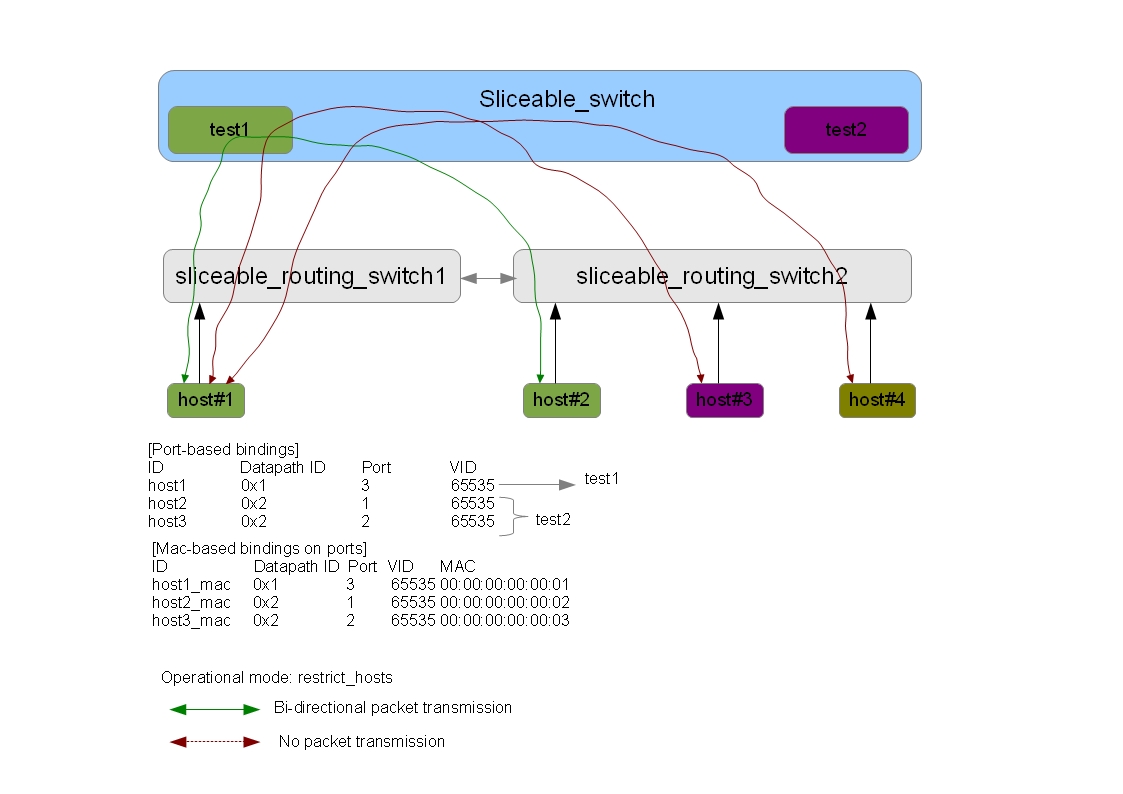 Sliceable_switch
test1
test2
sliceable_routing_switch1
sliceable_routing_switch2
host#1
host#2
host#3
host#4
[Port-based bindings]
ID Datapath ID Port VID
host1 0x1 3 65535 test1
host2 0x2 1 65535
host3 0x2 2 65535
test2
[Mac-based bindings on ports]
ID Datapath ID Port VID MAC
host1_mac 0x1 3 65535 00:00:00:00:00:01
host2_mac 0x2 1 65535 00:00:00:00:00:02
host3_mac 0x2 2 65535 00:00:00:00:00:03
Operational mode: restrict_hosts
Bi-directional packet transmission
No packet transmission